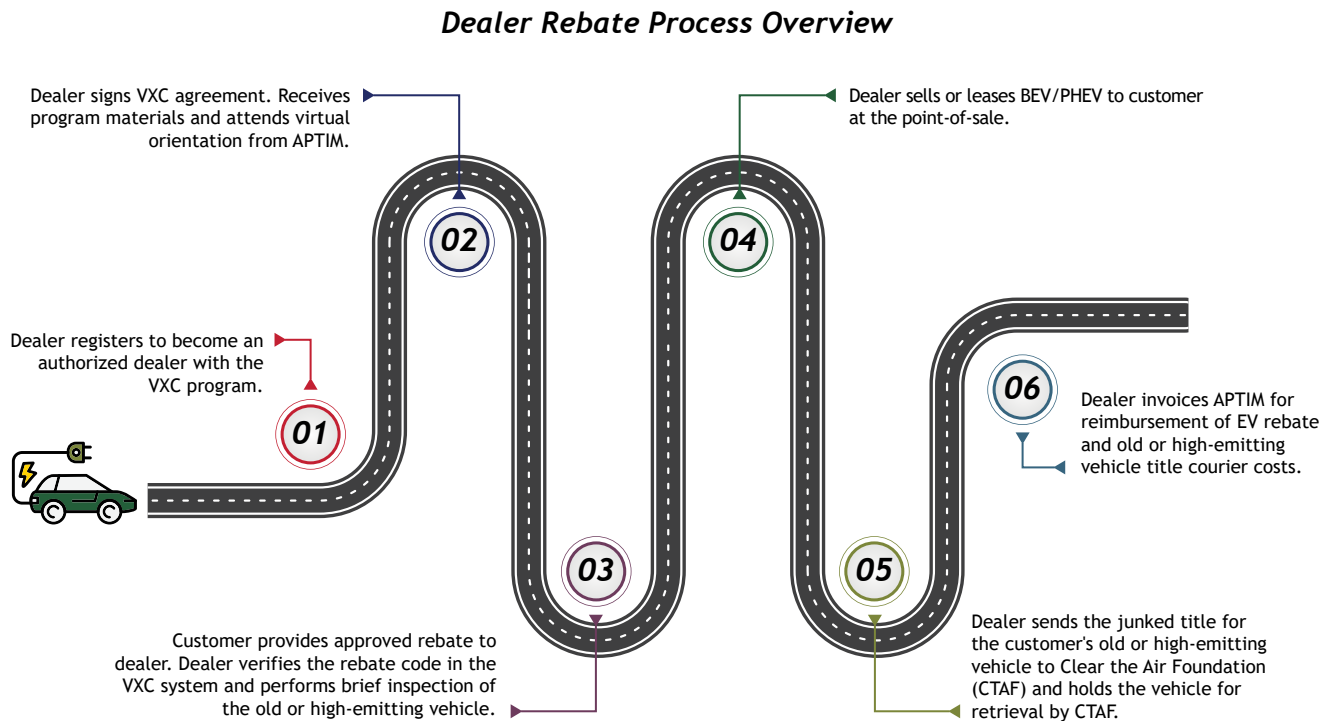 Dealer Rebate Process Overview
01
Dealer registers to become an
authorized dealer with the
VXC program.
02
Dealer signs VXC agreement. Receives
program materials and attends virtual
orientation from APTIM.
03
Customer provides approved rebate to
dealer. Dealer verifies the rebate code in the
VXC system and performs brief inspection of
the old or high-emitting vehicle.
04
Dealer sells or leases BEV/PHEV to customer
at the point-of-sale.
05
Dealer sends the junked title for
the customer's old or high-emitting
vehicle to Clear the Air Foundation
(CTAF) and holds the vehicle for
retrieval by CTAF.
06
Dealer invoices APTIM for
reimbursement of EV rebate
and old or high-emitting
vehicle title courier costs.